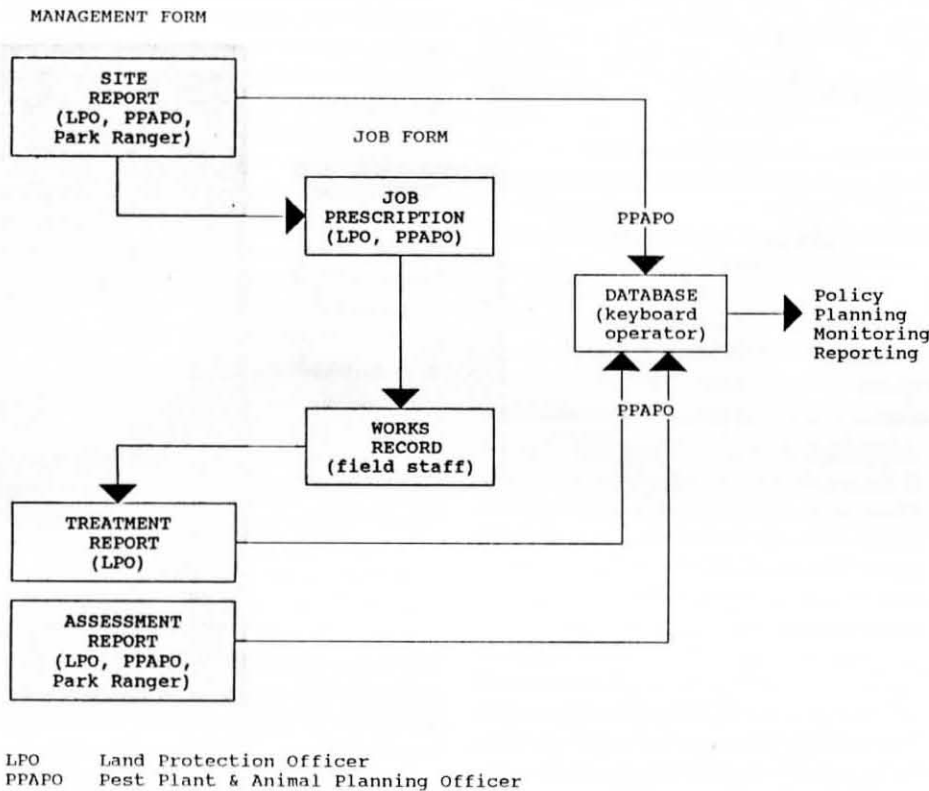 MANAGEMENT FORM
SITE
REPORT
(LPO, PPAPO,
Park Ranger)
JOB FORM
JOB
PRESCRIPTION
(LPO, PPAPO)
PPAPO
DATABASE
(keyboard
operator)
Policy
Planning
Monitoring
Reporting
PPAPO
WORKS
RECORD
(field staff)
TREATMENT
REPORT
(LPO)
ASSESSMENT
REPORT
(LPO, PPAPO,
Park Ranger)
LPO Land Protection Officer
PPAPO Pest Plant & Animal Planning Officer